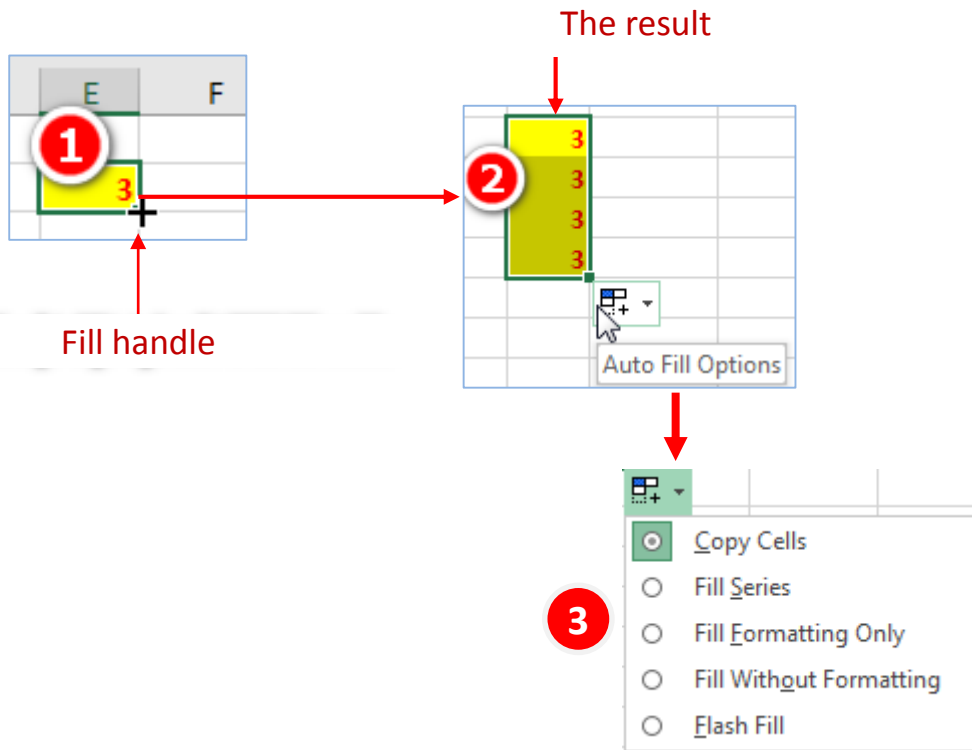 The result
E F
1
3
3
2 3
3
3
Fill handle
Auto Fill Options
Copy Cells
Fill Series
3
Fill Formatting Only
Fill Without Formatting
Flash Fill